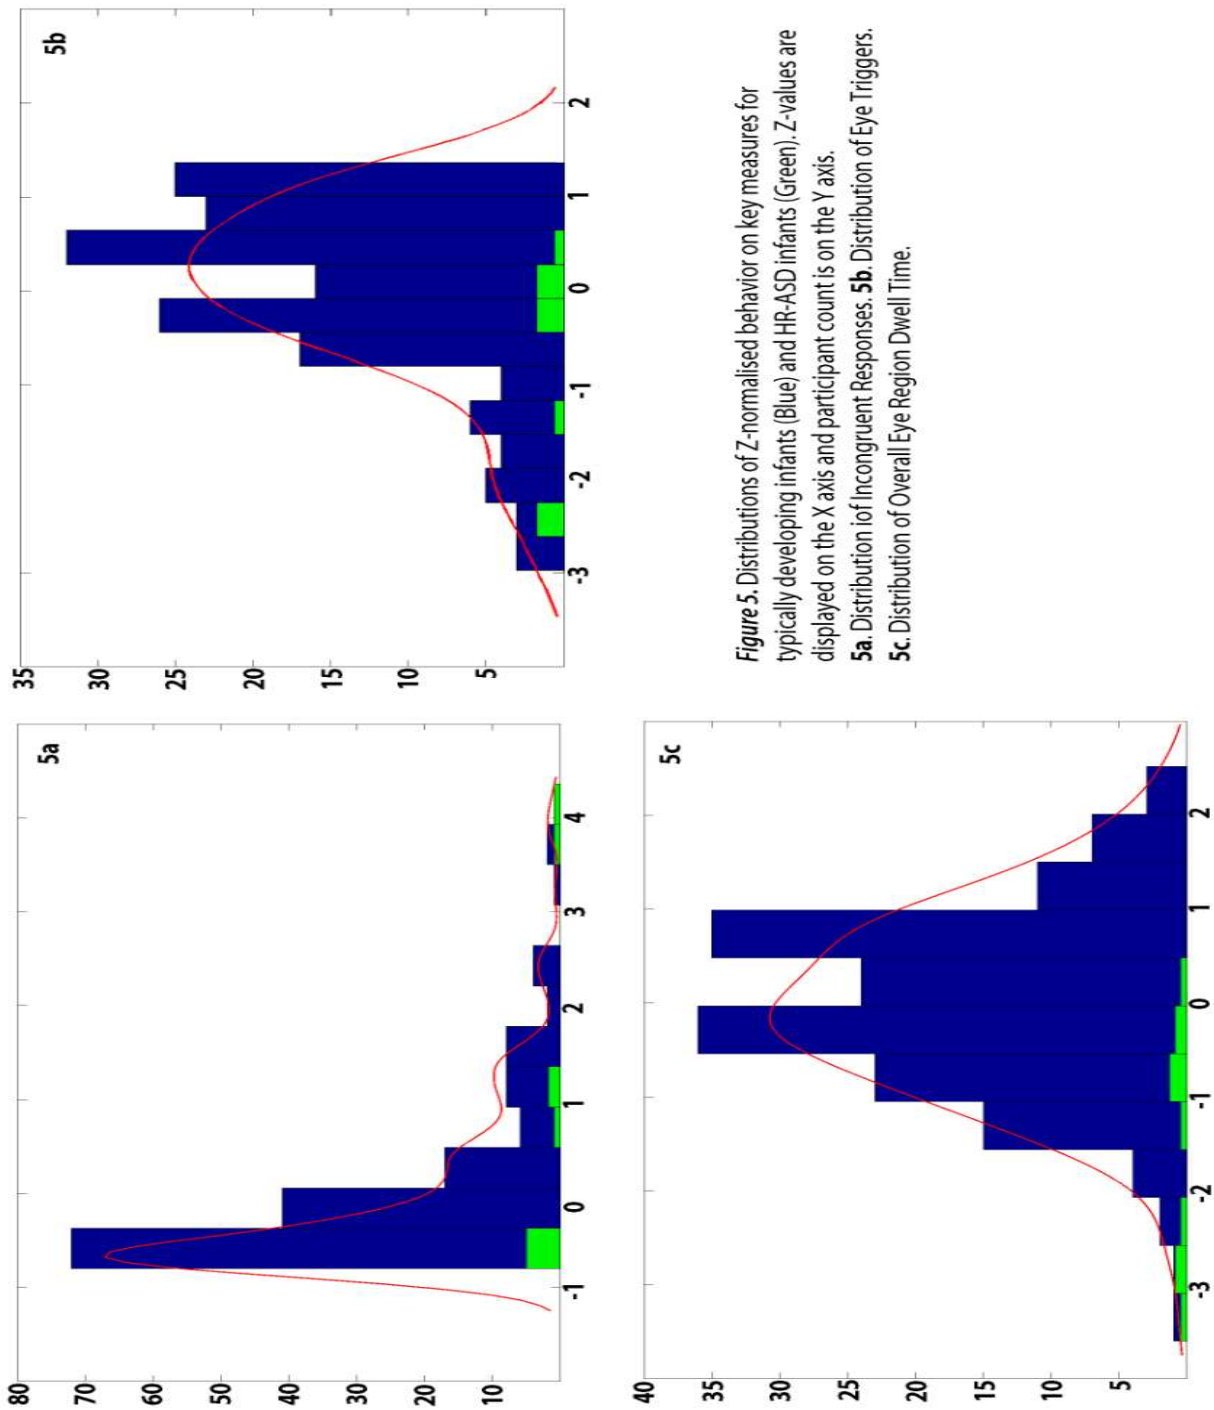 5a
80
70
60
50
40
30
20
10
-1 0 1 2 3 4
5b
35
30
25
20
15
10
5
-3 -2 -1 0 1 2
5c
40
35
30
25
20
15
10
5
-3 -2 -1 0 1 2
Figure 5. Distributions of Z-normalised behavior on key measures for
typically developing infants (Blue) and HR-ASD infants (Green). Z-values are
displayed on the X axis and participant count is on the Y axis.
5a. Distribution iof Incongruent Responses. 5b. Distribution of Eye Triggers.
5c. Distribution of Overall Eye Region Dwell Time.